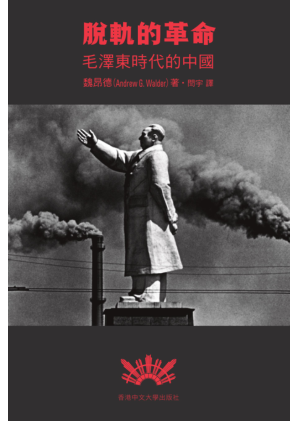 脫軌的革命
毛澤東時代的中國
魏昂德(Andrew G. Walder) 著・閆宇 譯
香港中文大學出版社